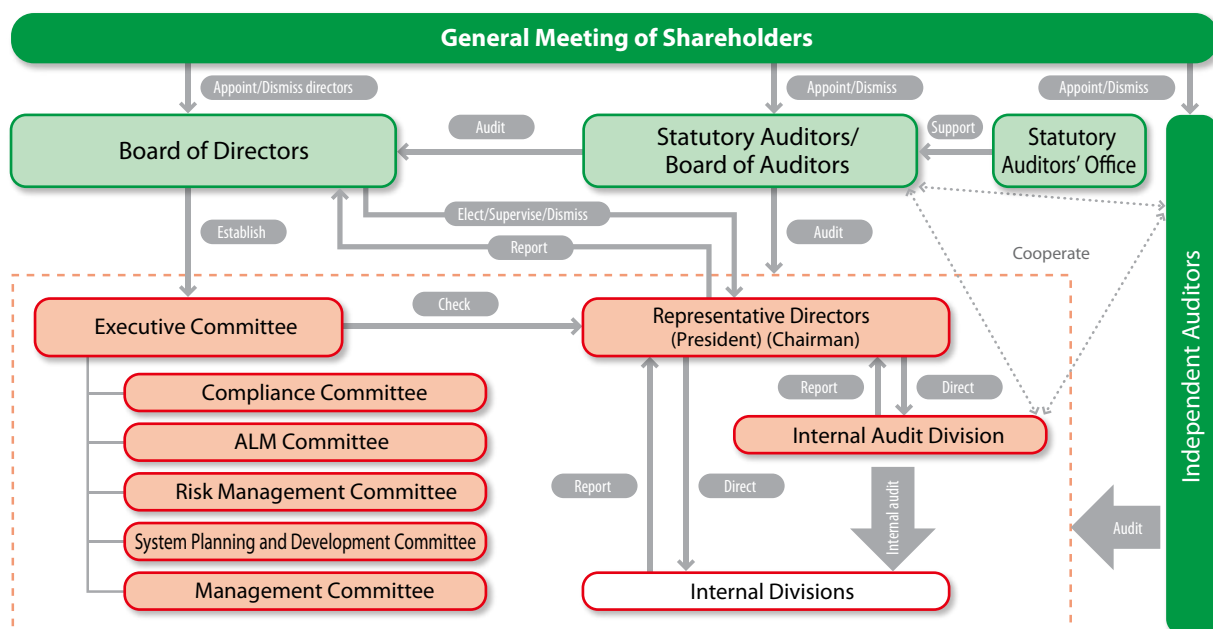 General Meeting of Shareholders
Appoint/Dismiss directors
Appoint/Dismiss
Appoint/Dismiss
Board of Directors
Audit
Statutory Auditors/
Board of Auditors
Support
Statutory
Auditors' Office
Elect/Supervise/Dismiss
Establish
Report
Audit
Cooperate
Independent Auditors
Executive Committee
Check
Representative Directors
(President) (Chairman)
Compliance Committee
Report
Direct
ALM Committee
Internal Audit Division
Risk Management Committee
Report
Direct
Internal audit
Audit
System Planning and Development Committee
Management Committee
Internal Divisions